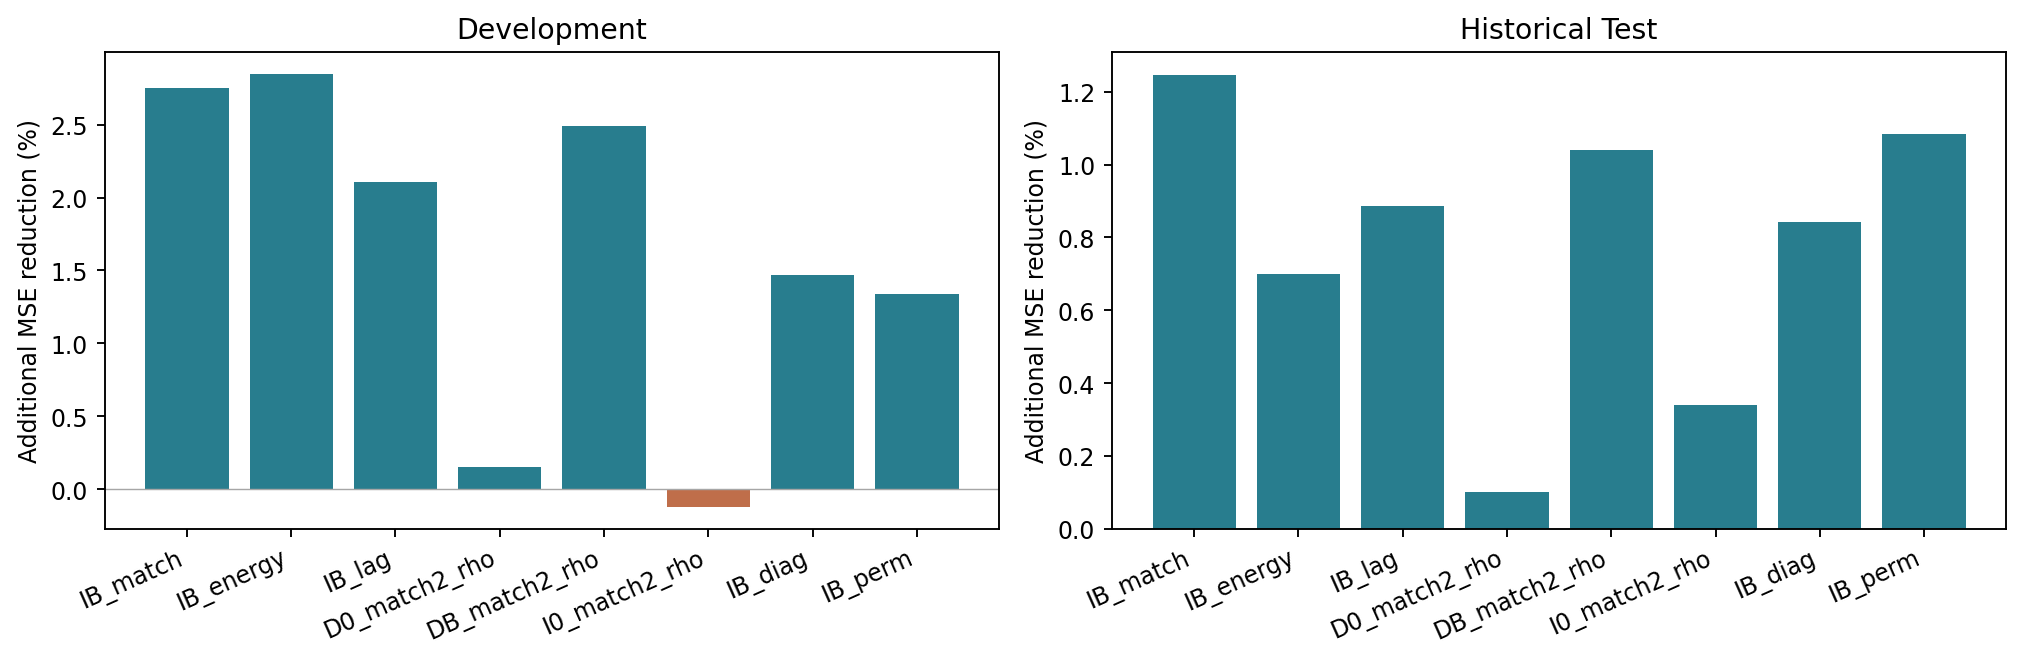 Development
Additional MSE reduction (%)
2.5
2.0
1.5
1.0
0.5
0.0
IB_match
IB_energy
IB_lag
D0_match2_rho
DB_match2_rho
I0_match2_rho
IB_diag
IB_perm
Historical Test
Additional MSE reduction (%)
1.2
1.0
0.8
0.6
0.4
0.2
0.0
IB_match
IB_energy
IB_lag
D0_match2_rho
DB_match2_rho
I0_match2_rho
IB_diag
IB_perm